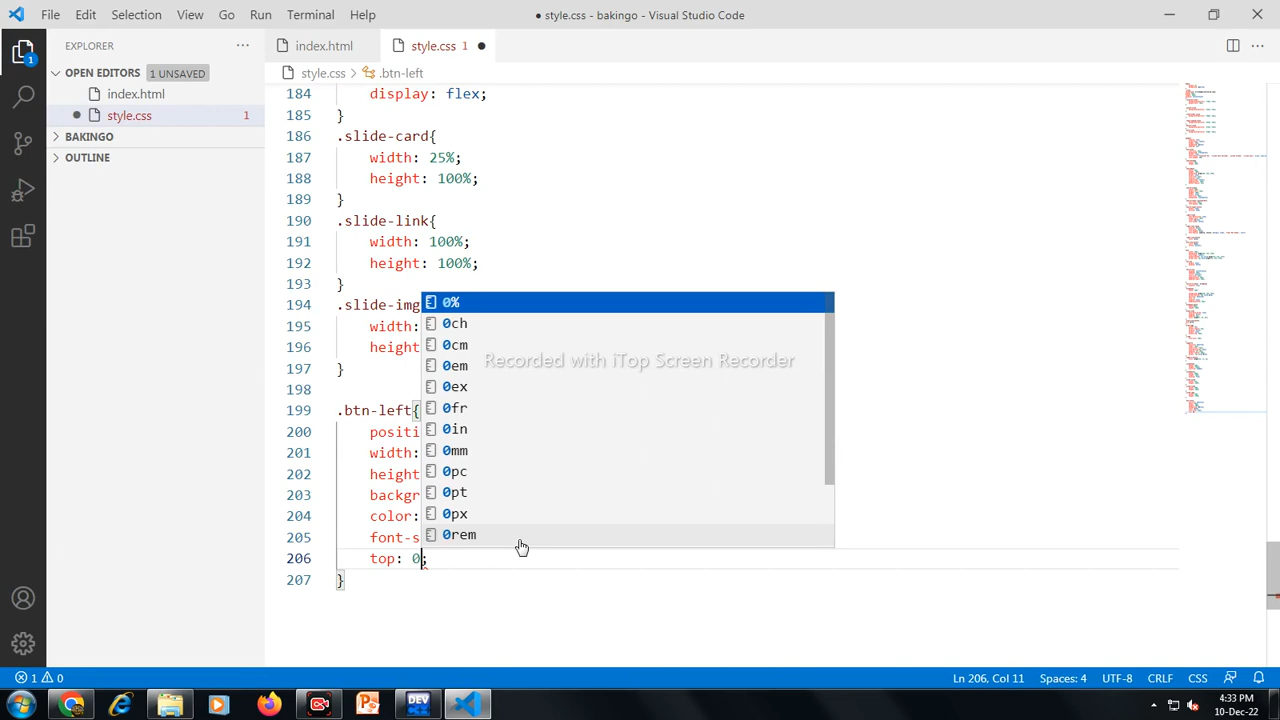 File Edit Selection View Go Run Terminal Help
● style.css - bakingo - Visual Studio Code
EXPLORER
OPEN EDITORS 1 UNSAVED
index.html
style.css 1
BAKINGO
OUTLINE
index.html
style.css 1
style.css > .btn-left
184 display: flex;
185
186 .slide-card{
187 width: 25%;
188 height: 100%;
189 }
190 .slide-link{
191 width: 100%;
192 height: 100%;
193
194 .slide-img
195 width:
196 height
197 }
198
199 .btn-left{
200 positi
201 width:
202 height
203 backgr
204 color:
205 font-s
206 top: 0;
207 }
0%
0ch
0cm
0em
0ex
0fr
0in
0mm
0pc
0pt
0px
0rem
Recorded with iTop Screen Recorder
1 0
Ln 206, Col 11 Spaces: 4 UTF-8 CRLF CSS
DEV
4:33 PM
10-Dec-22